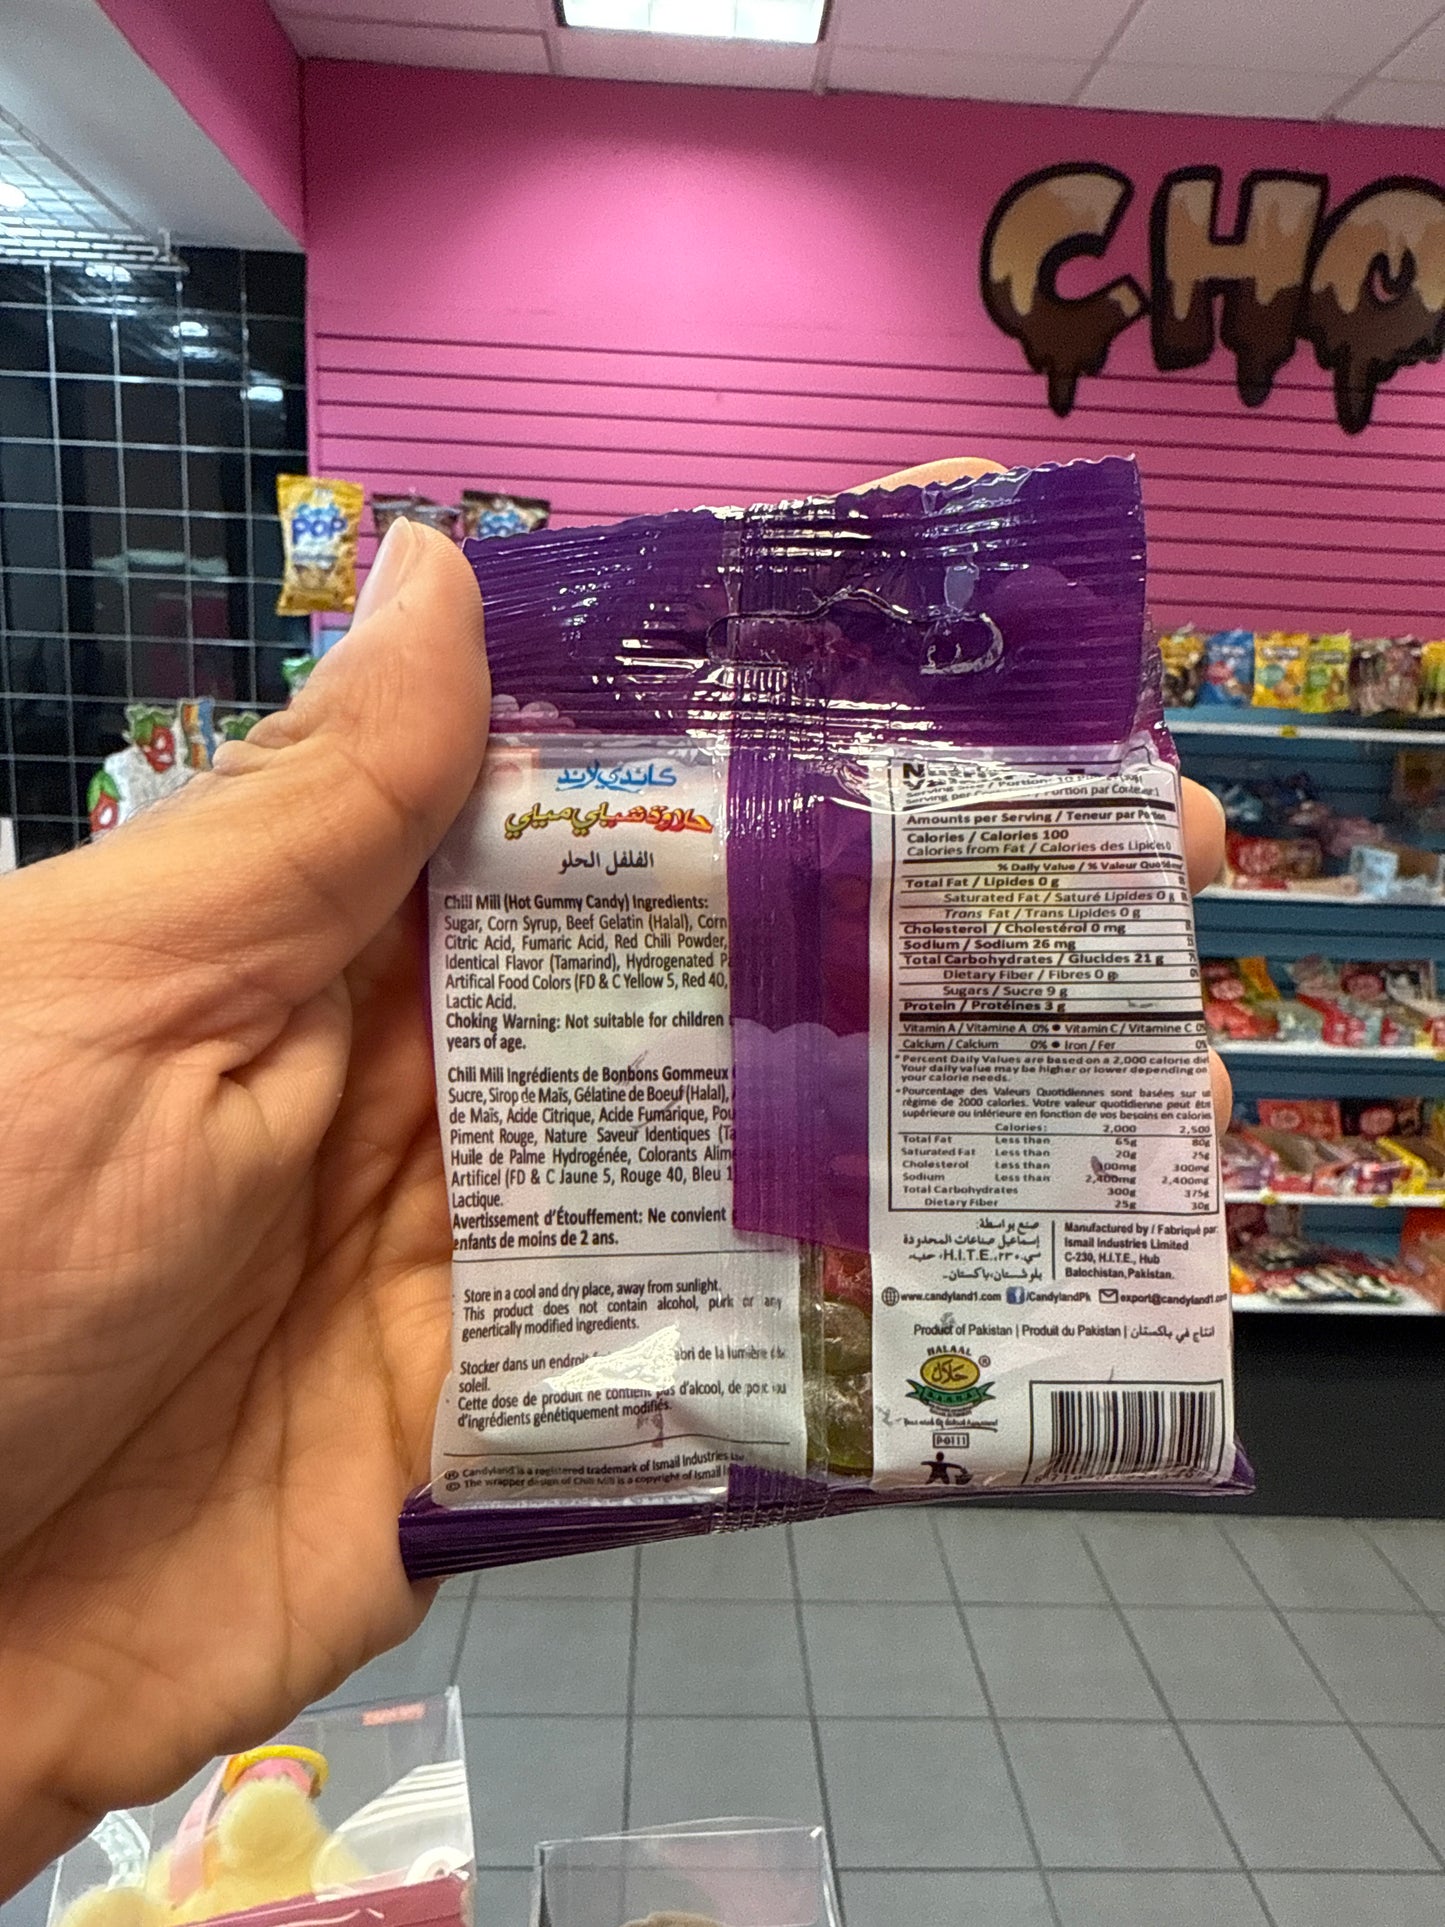 CHO
POP
كاندي لاند
حلاوة شيلي ميلي
الفلفل الحلو
Chili Mill (Hot Gummy Candy) Ingredients:
Sugar, Corn Syrup, Beef Gelatin (Halal), Corn
Citric Acid, Fumaric Acid, Red Chili Powder,
Identical Flavor (Tamarind), Hydrogenated
Artifical Food Colors (FD & C Yellow 5, Red 40,
Lactic Acid.
Choking Warning: Not suitable for children
years of age.
Chili Mili Ingrédients de Bonbons Gommeux
Sucre, Sirop de Maïs, Gélatine de Boeuf (Halal),
de Maïs, Acide Citrique, Acide Fumarique,
Piment Rouge, Nature Saveur Identiques
Huile de Palme Hydrogénée, Colorants
Artificel (FD & C Jaune 5, Rouge 40, Bleu 1
Lactique.
Avertissement d'Étouffement: Ne convient
enfants de moins de 2 ans.
Store in a cool and dry place, away from sunlight.
This product does not contain alcohol, pork or any
genertically modified ingredients.
Stocker dans un de la lumière
soleil.
Cette dose de produit ne contient pas d'alcool, de
d'ingrédients génétiquement modifiés.
® Candyland is a registered trademark of Ismail Industries
© The wrapper design of Chili Mili is a copyright of Ismail
Serving Size / Portion:
Serving per / Portion par
Amounts per Serving / Teneur par
Calories / Calories 100
Calories from Fat / Calories des Lipides 0
% Daily Value / % Valeur
Total Fat / Lipides 0 g
Saturated Fat / Saturé Lipides 0 g
Trans Fat / Trans Lipides 0 g
Cholesterol / Cholestérol 0 mg
Sodium / Sodium 26 mg
Total Carbohydrates / Glucides 21 g
Dietary Fiber / Fibres 0 g
Sugars / Sucre 9 g
Protein / Protéines 3 g
Vitamin A / Vitamine A 0% • Vitamin C / Vitamine C
Calcium / Calcium 0% • Iron / Fer
* Percent Daily Values are based on a 2,000 calorie
Your daily value may be higher or lower depending on
your calorie needs.
*Pourcentage des Valeurs Quotidiennes sont basées sur
régime de 2000 calories. Votre valeur quotidienne peut
supérieure ou inférieure en fonction de vos besoins en
Calories: 2,000 2,500
Total Fat Less than 65g 80g
Saturated Fat Less than 20g 25g
Cholesterol Less than 300mg
Sodium Less than 2,400mg 2,400mg
Total Carbohydrates 300g 375g
Dietary Fiber 25g 30g
صنع بواسطة:
إسماعيل صناعات المحدودة
بلوشستان، باكستان۔
Manufactured by / Fabriqué par
Ismail Industries Limited
C-230, H.I.T.E., Hub
Balochistan, Pakistan.
www.candyland1.com /CandylandPk export@candyland1
Product of Pakistan | Produit du Pakistan | انتاج في باكستان
HALAAL
حلال ®
P-0111